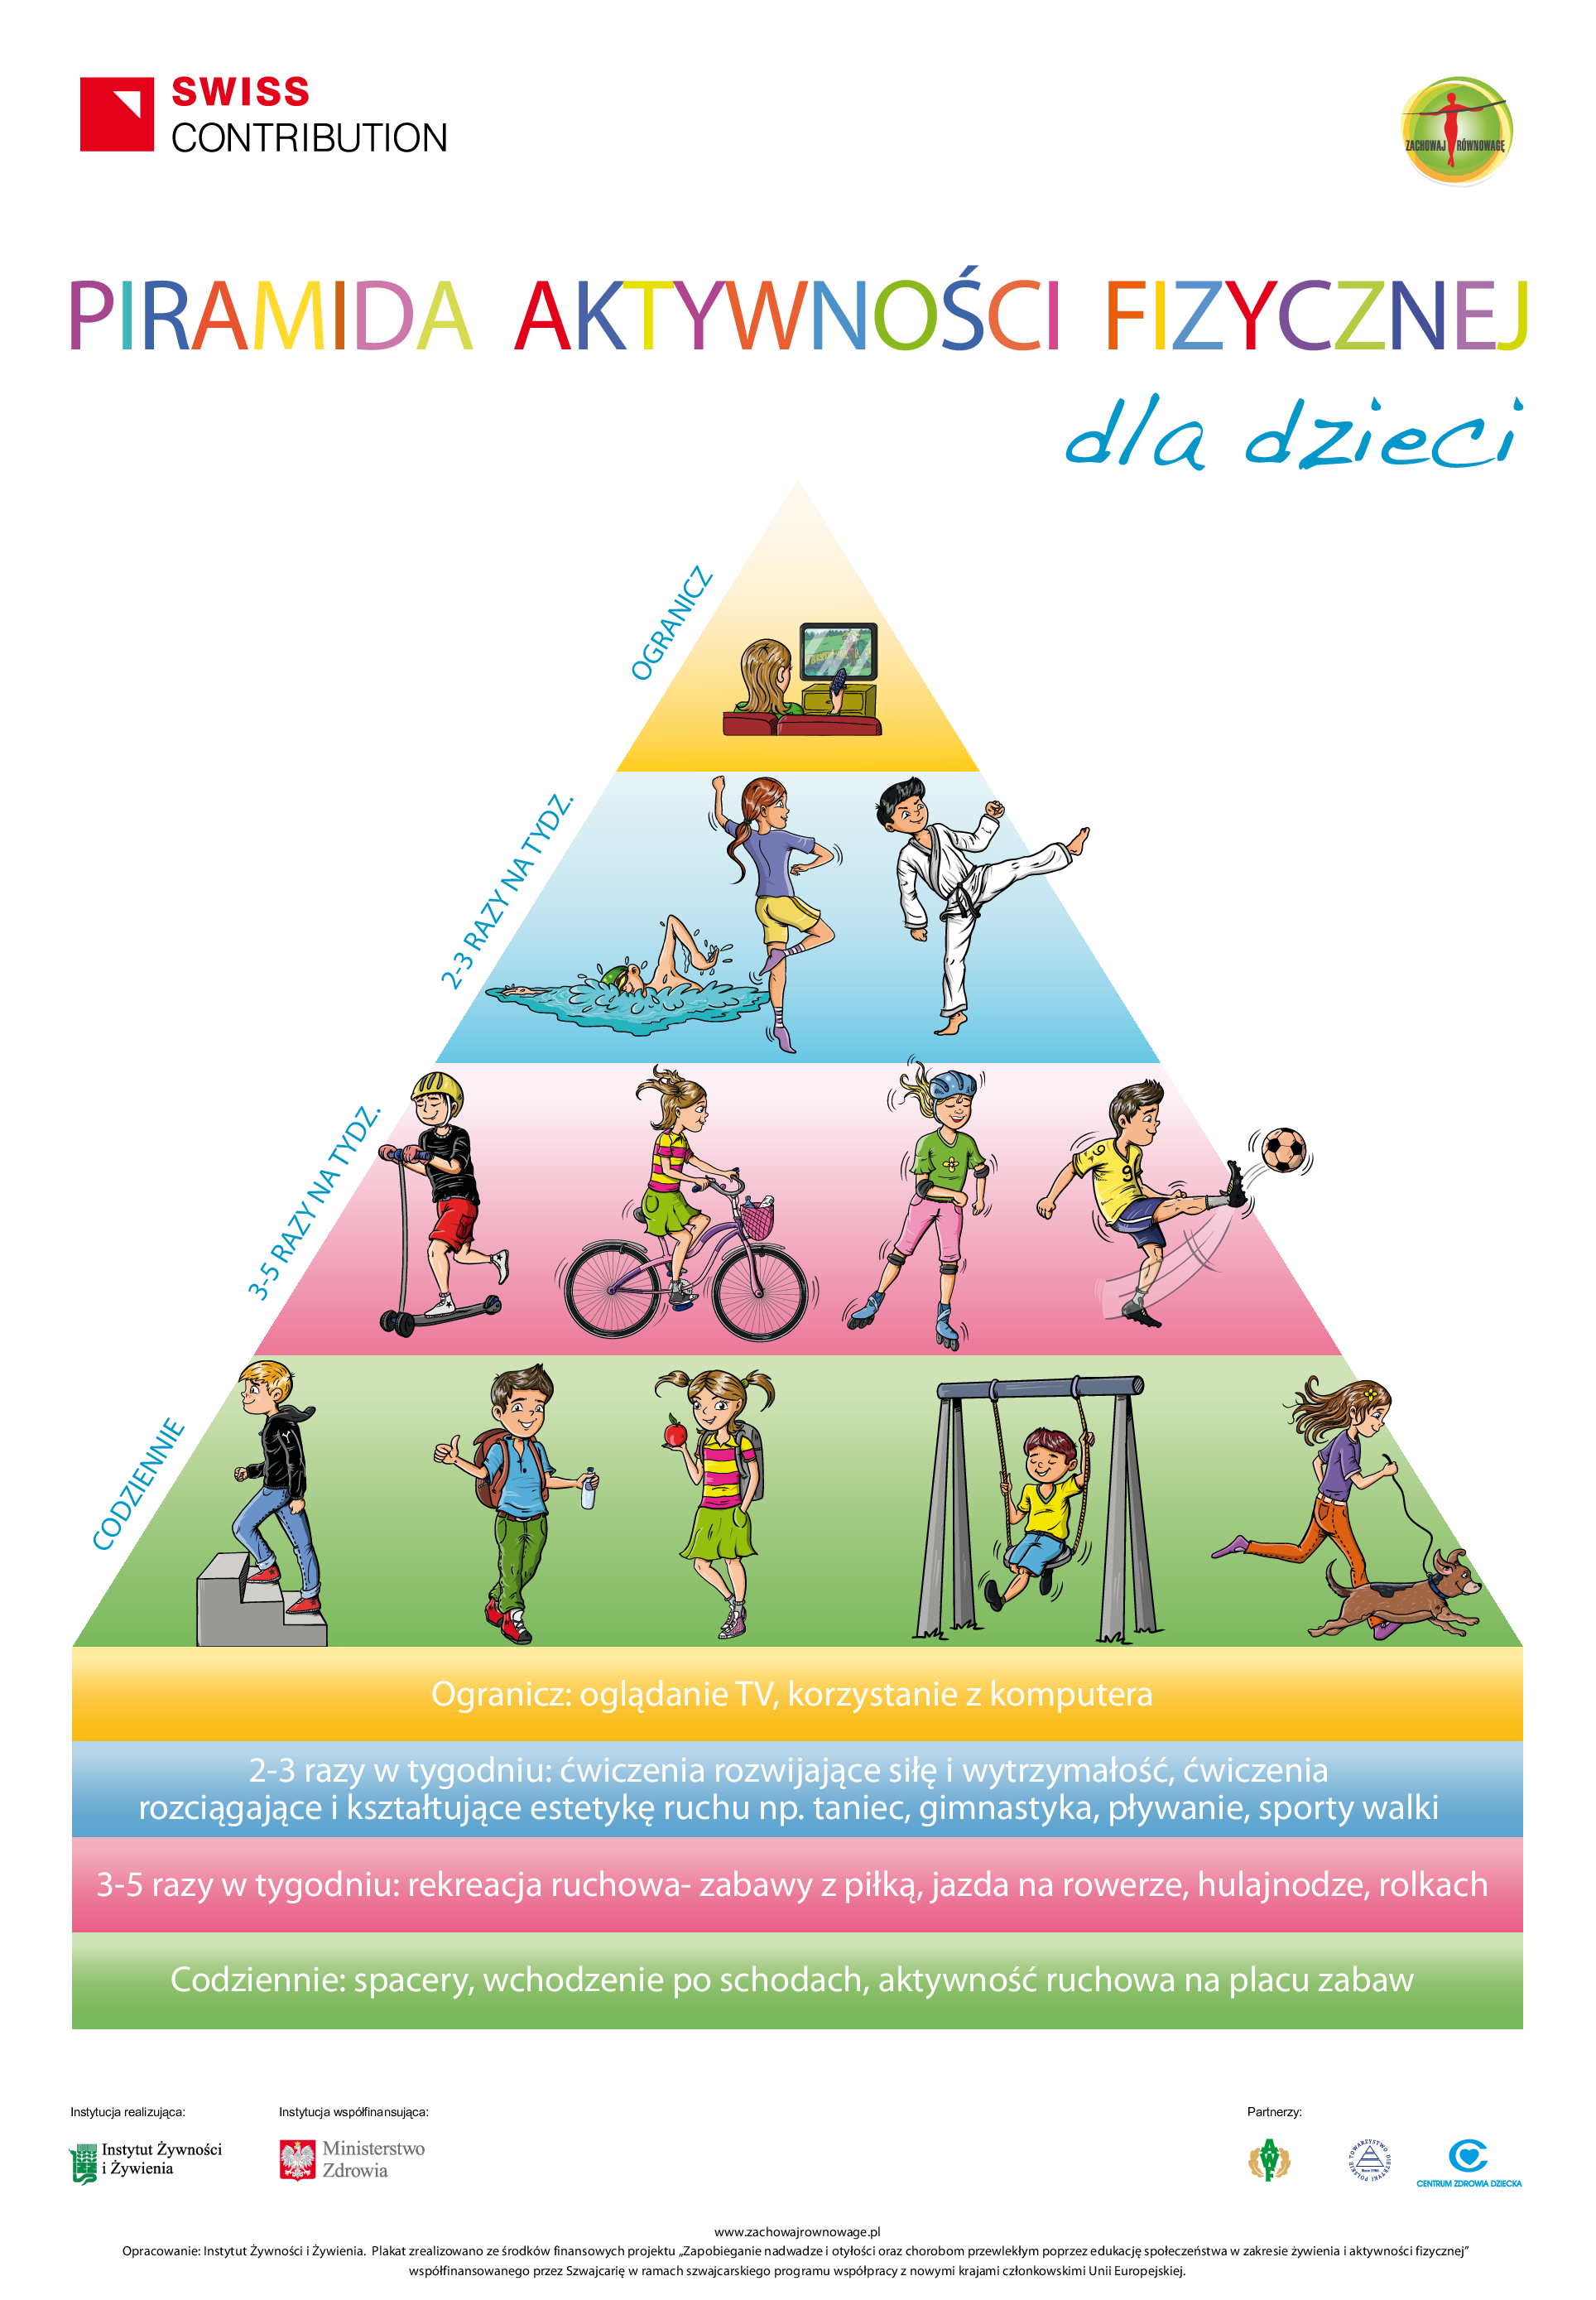 SWISS
CONTRIBUTION
ZACHOWAJ RÓWNOWAGĘ
PIRAMIDA AKTYWNOŚCI FIZYCZNEJ
dla dzieci
OGRANICZ
2-3 RAZY NA TYDZ.
3-5 RAZY NA TYDZ.
CODZIENNIE
Ogranicz: oglądanie TV, korzystanie z komputera
2-3 razy w tygodniu: ćwiczenia rozwijające siłę i wytrzymałość, ćwiczenia
rozciągające i kształtujące estetykę ruchu np. taniec, gimnastyka, pływanie, sporty walki
3-5 razy w tygodniu: rekreacja ruchowa- zabawy z piłką, jazda na rowerze, hulajnodze, rolkach
Codziennie: spacery, wchodzenie po schodach, aktywność ruchowa na placu zabaw
Instytucja realizująca:
Instytut Żywności
i Żywienia
Instytucja współfinansująca:
Ministerstwo
Zdrowia
Partnerzy:
POLSKIE TOWARZYSTWO DIETETYKI
CENTRUM ZDROWIA DZIECKA
www.zachowajrownowage.pl
Opracowanie: Instytut Żywności i Żywienia. Plakat zrealizowano ze środków finansowych projektu „Zapobieganie nadwadze i otyłości oraz chorobom przewlekłym poprzez edukację społeczeństwa w zakresie żywienia i aktywności fizycznej”
współfinansowanego przez Szwajcarię w ramach szwajcarskiego programu współpracy z nowymi krajami członkowskimi Unii Europejskiej.